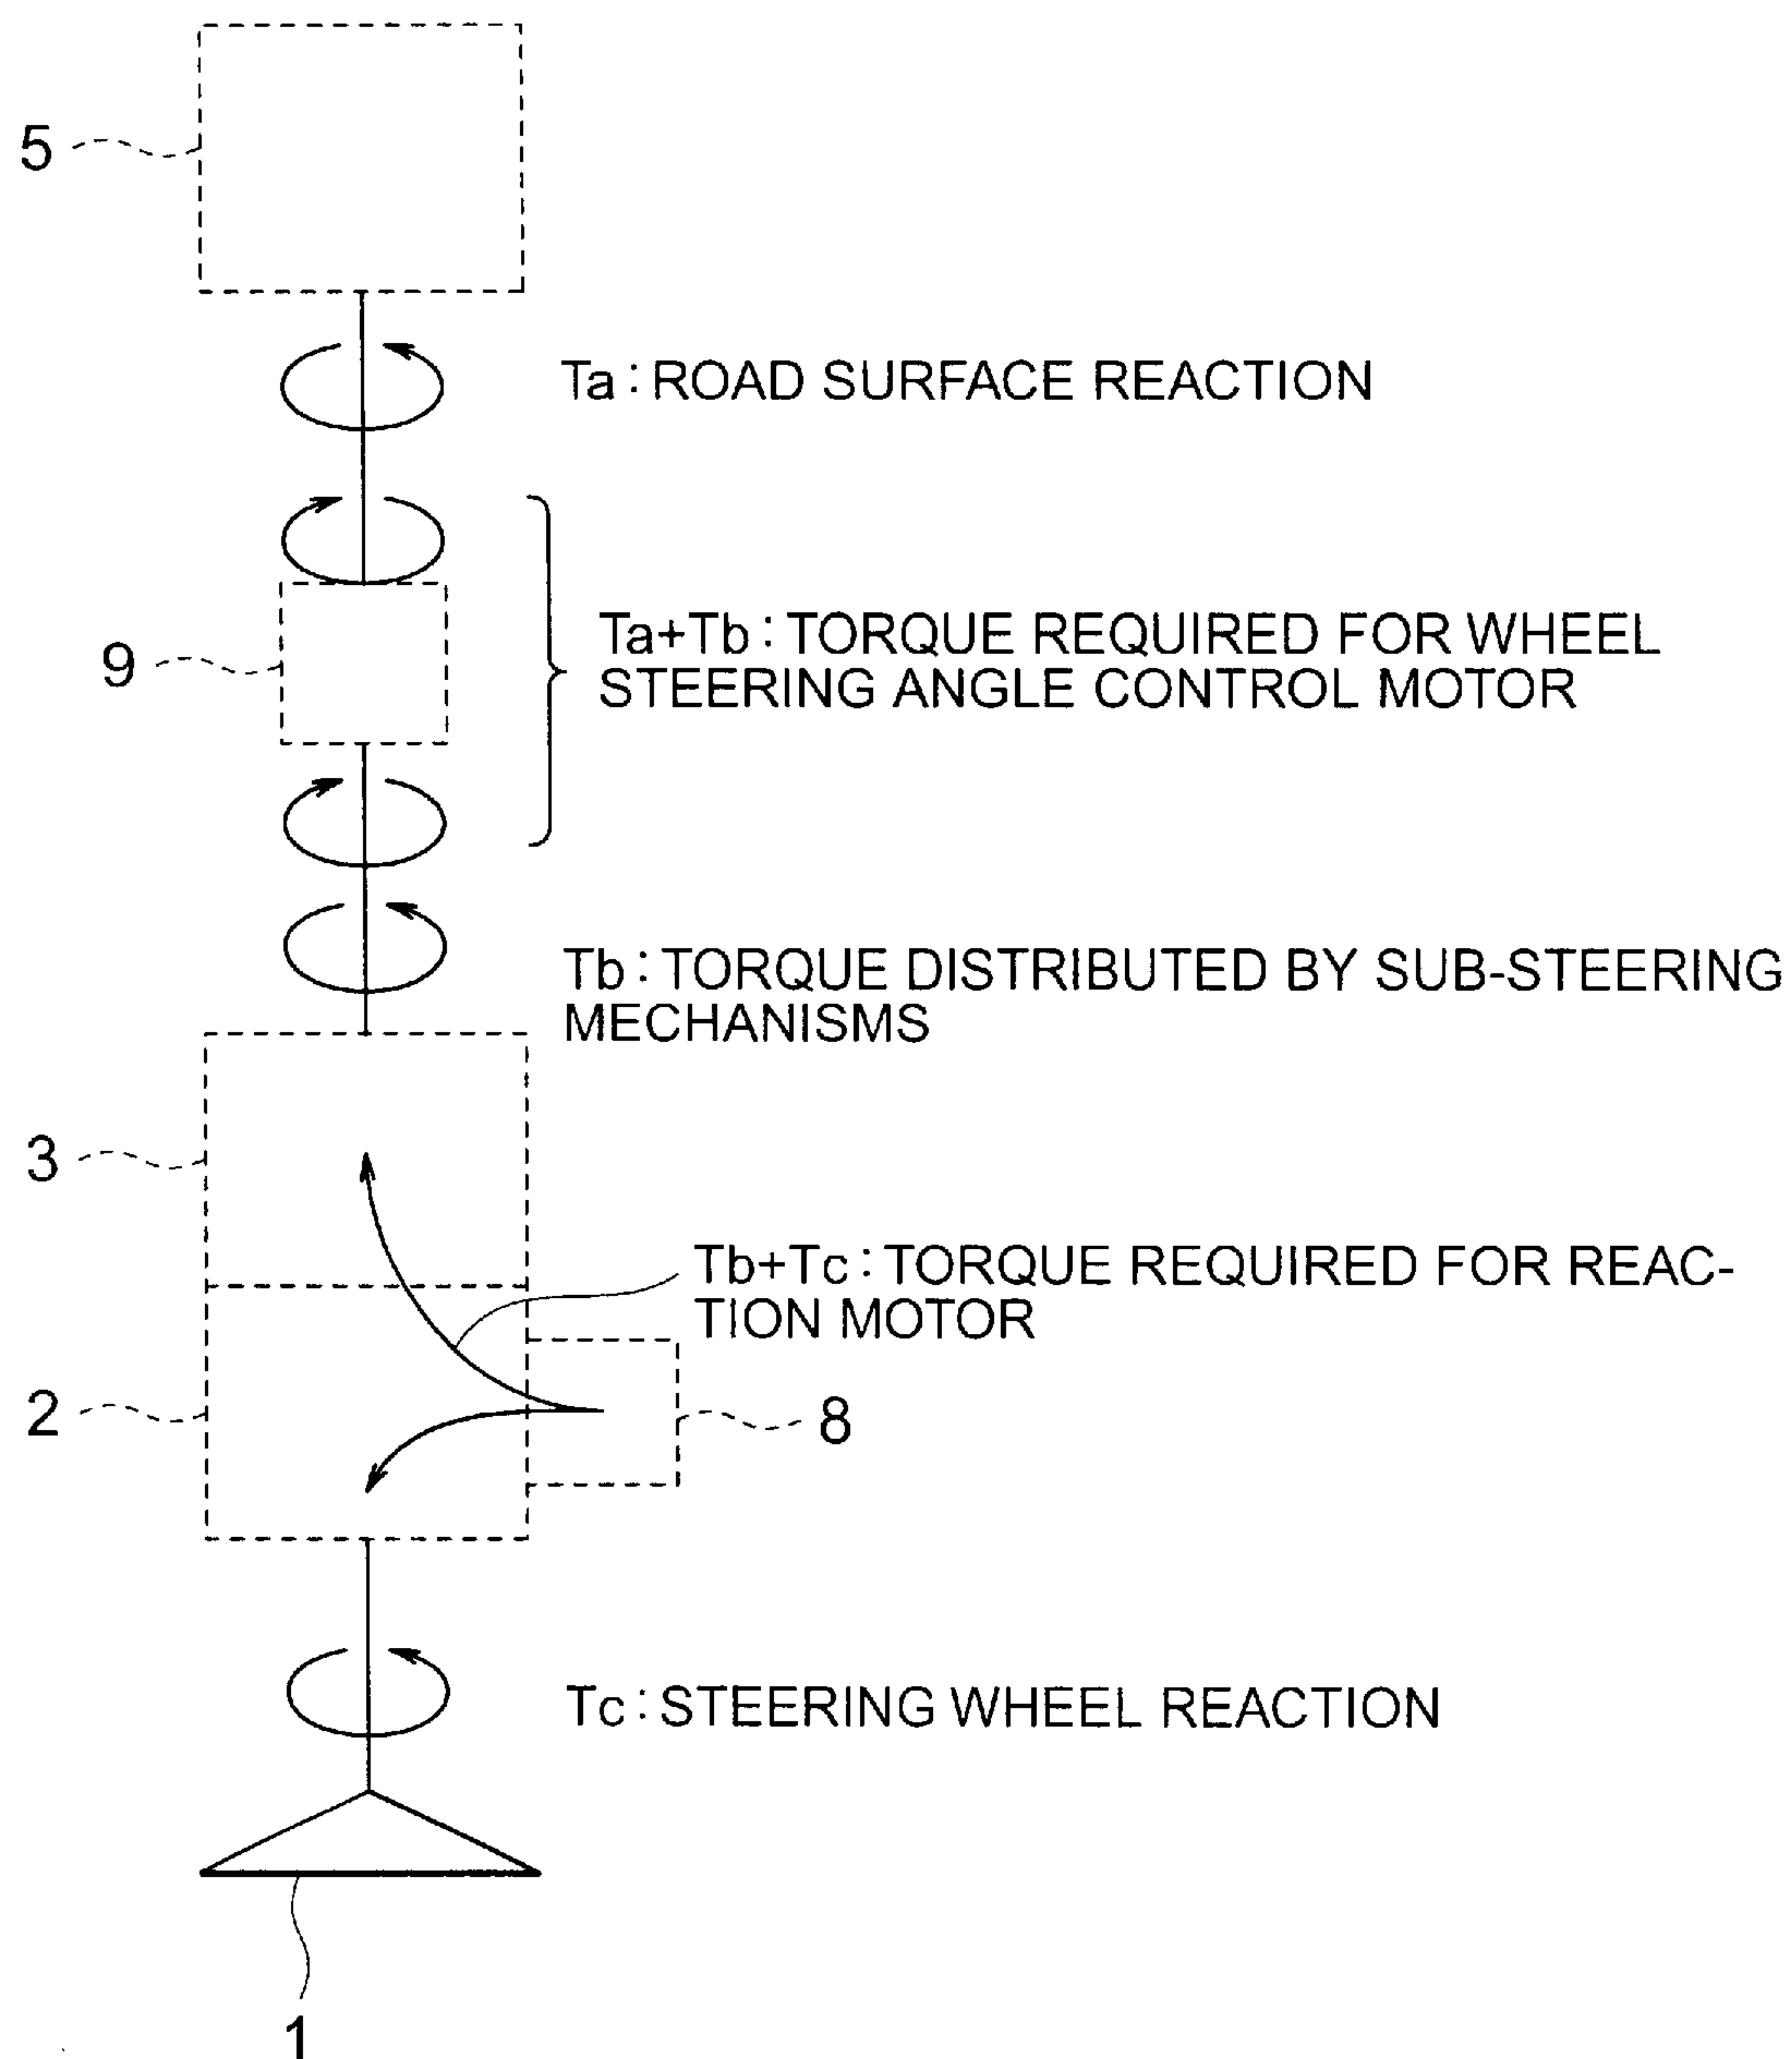 5
Ta : ROAD SURFACE REACTION
9
Ta+Tb : TORQUE REQUIRED FOR WHEEL
STEERING ANGLE CONTROL MOTOR
Tb : TORQUE DISTRIBUTED BY SUB-STEERING
MECHANISMS
3
Tb+Tc : TORQUE REQUIRED FOR REAC-
TION MOTOR
2
8
Tc : STEERING WHEEL REACTION
1